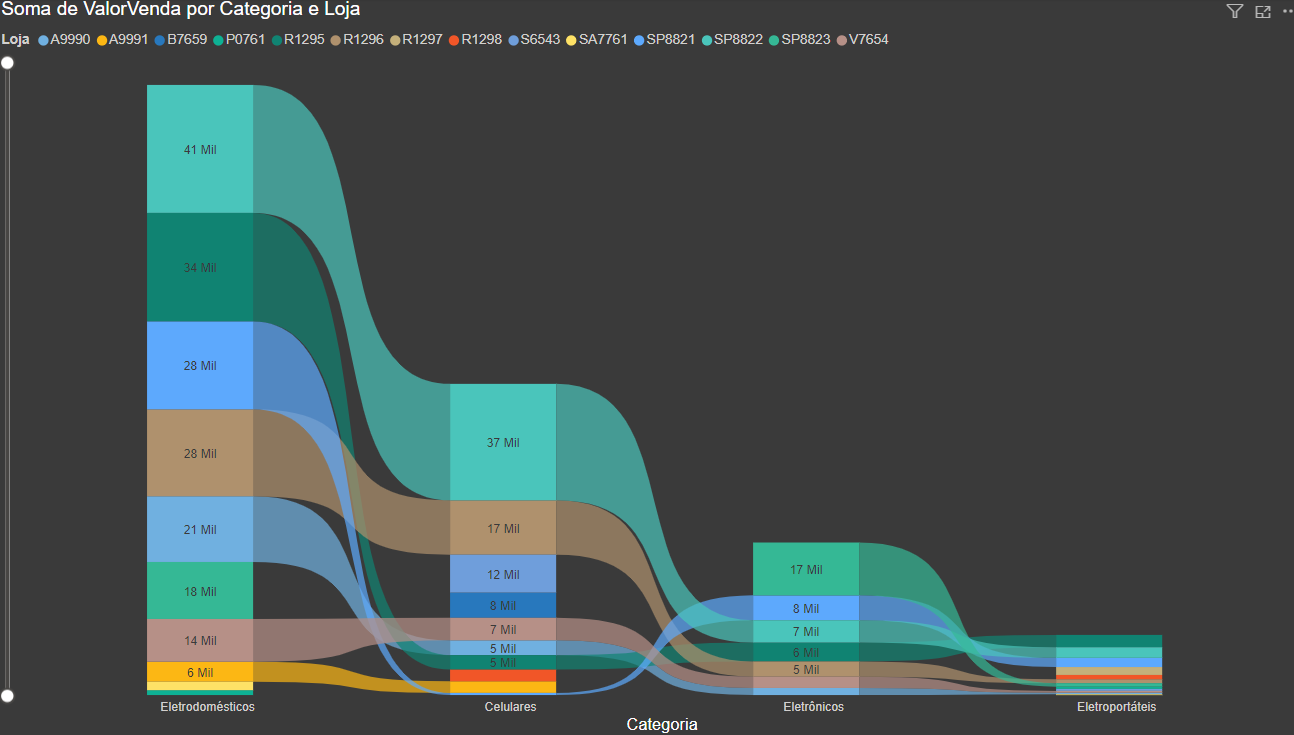 Soma de ValorVenda por Categoria e Loja
Loja A9990 A9991 B7659 P0761 R1295 R1296 R1297 R1298 S6543 SA7761 SP8821 SP8822 SP8823 V7654
41 Mil
34 Mil
28 Mil
28 Mil
21 Mil
18 Mil
14 Mil
6 Mil
37 Mil
17 Mil
12 Mil
8 Mil
7 Mil
5 Mil
5 Mil
17 Mil
8 Mil
7 Mil
6 Mil
5 Mil
Eletrodomésticos Celulares Eletrônicos Eletroportáteis
Categoria